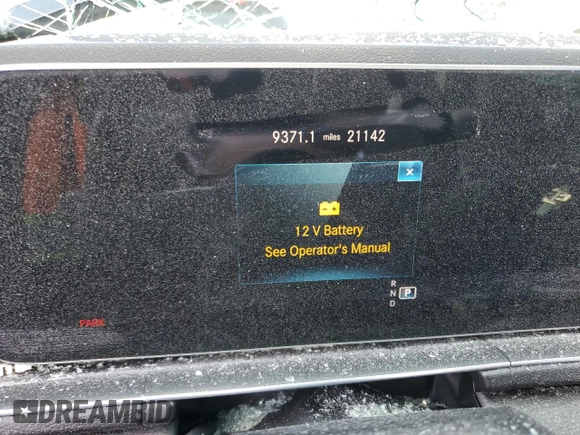 9371.1 miles 21142
×
12 V Battery
See Operator's Manual
R
N
P
D
PARK
DREAMBID